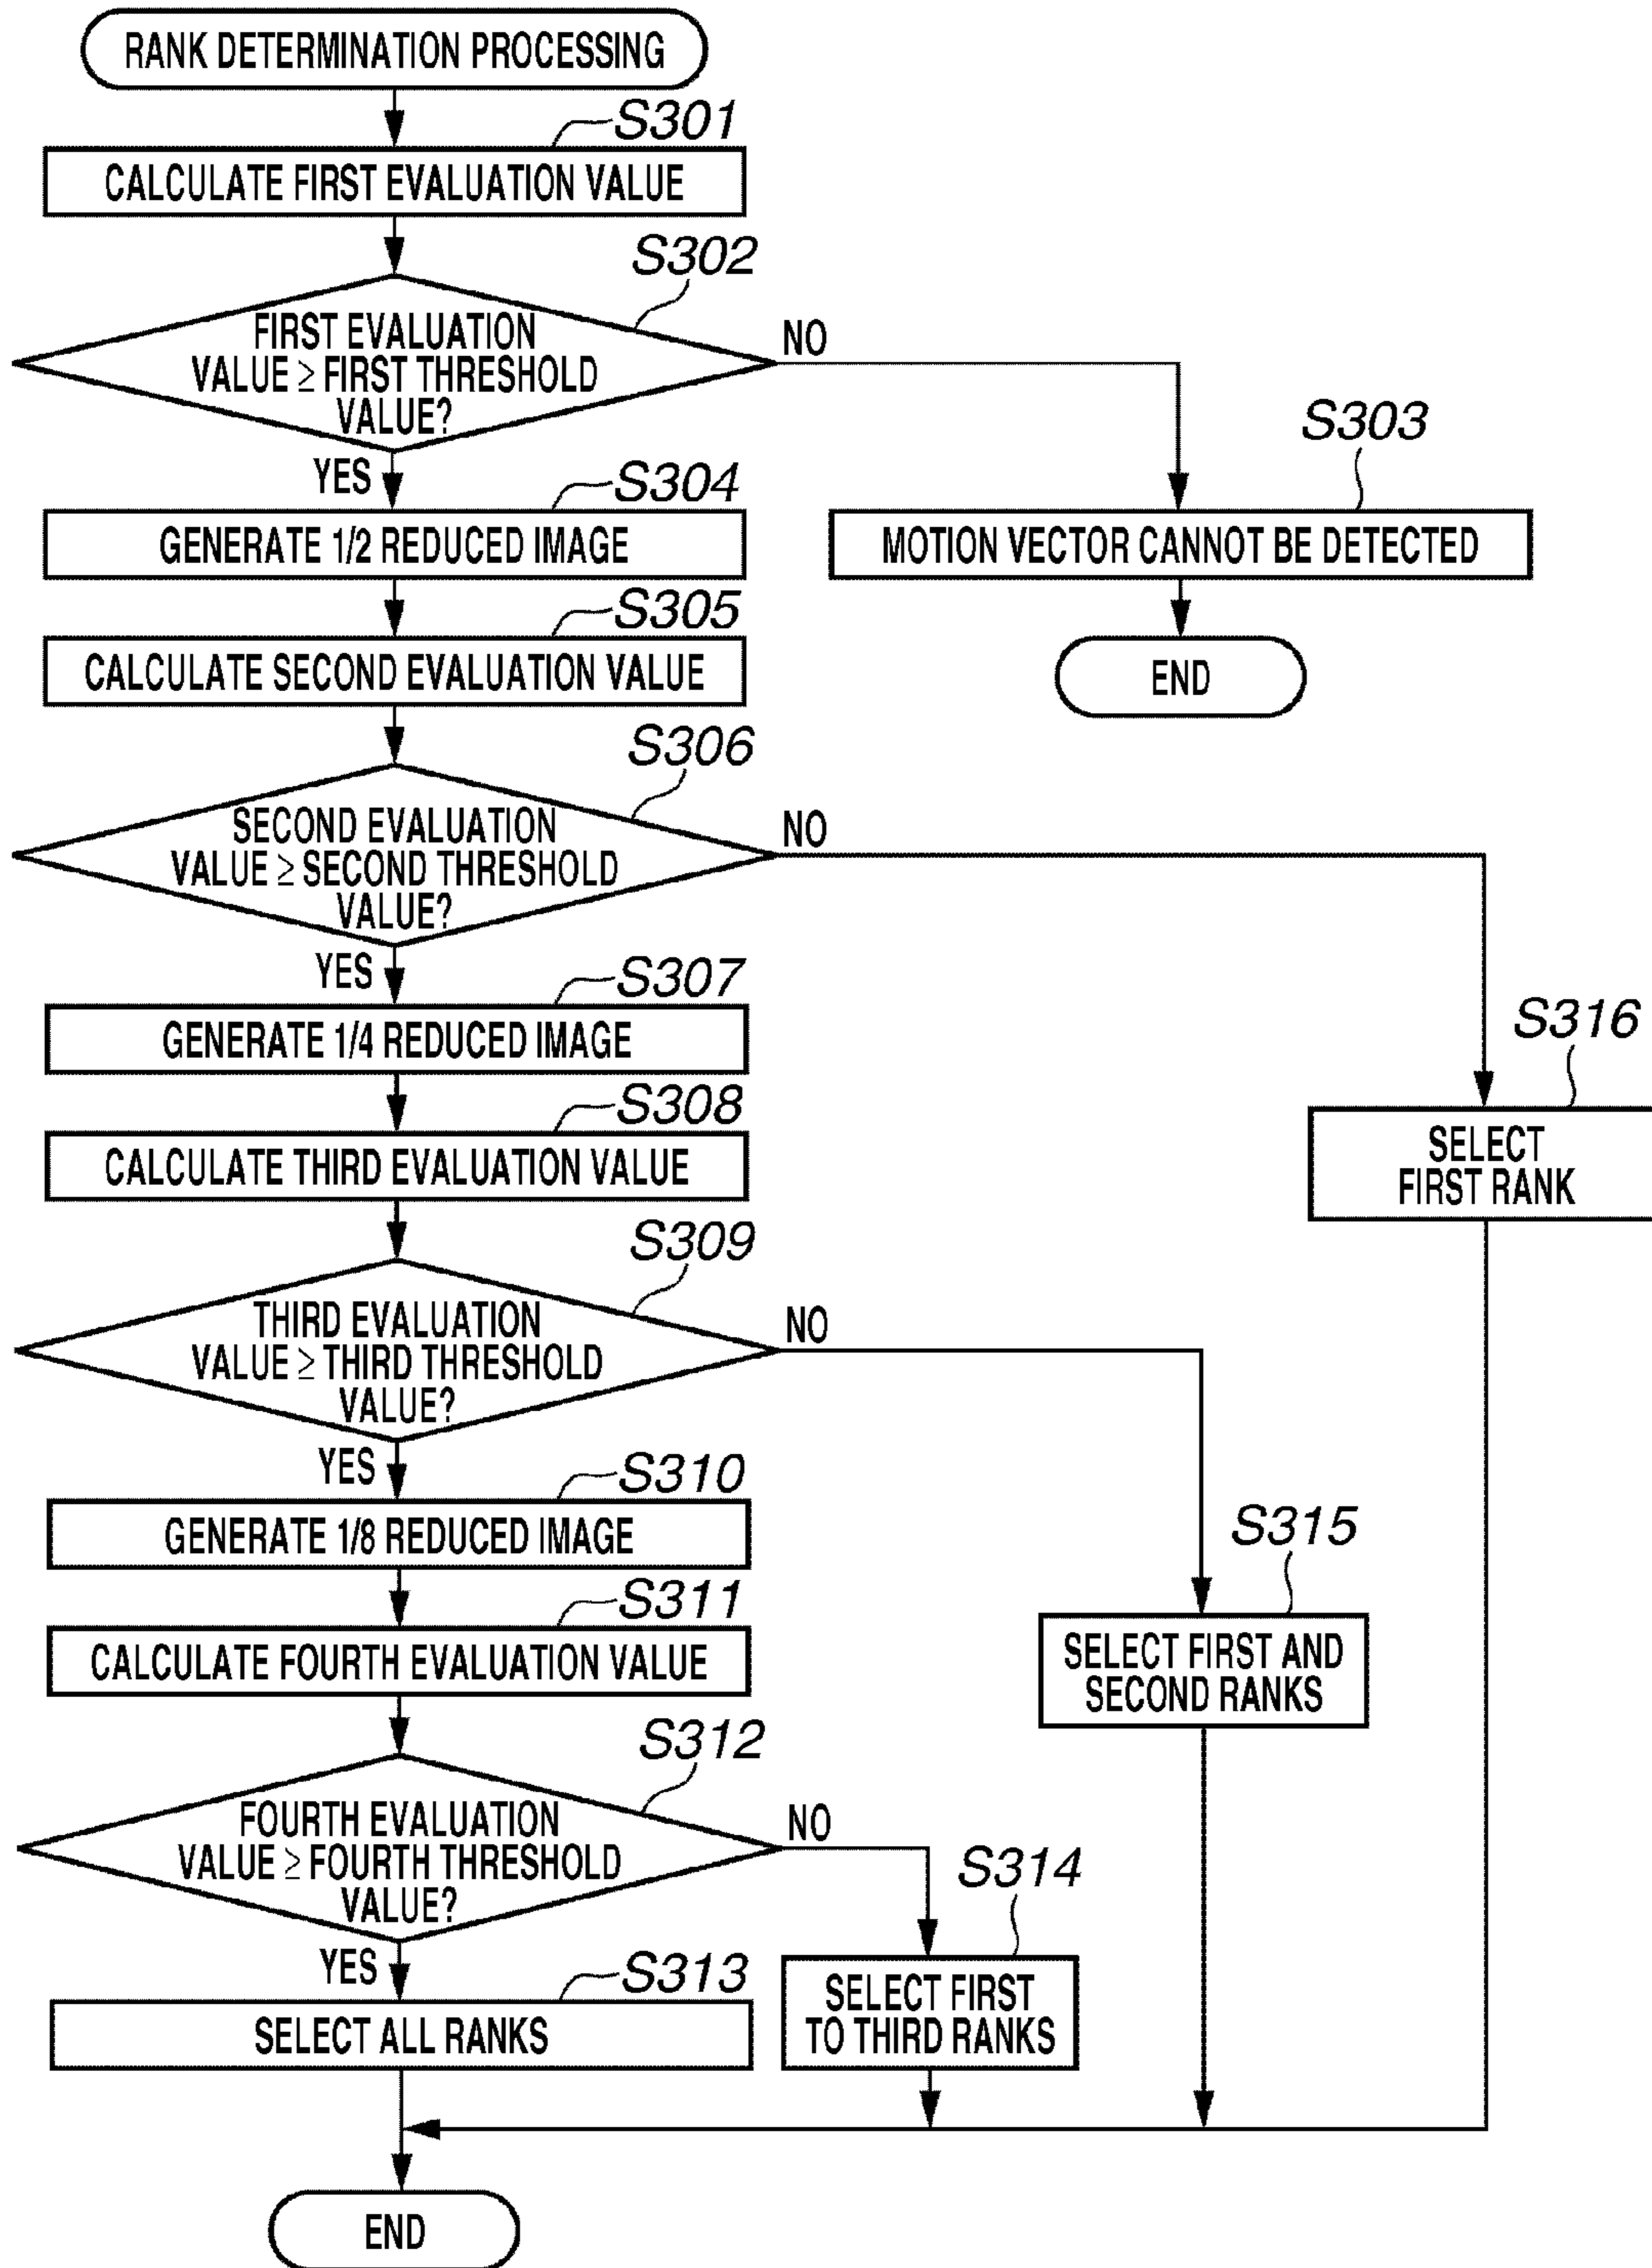 RANK DETERMINATION PROCESSING
S301
CALCULATE FIRST EVALUATION VALUE
S302
FIRST EVALUATION
VALUE ≥ FIRST THRESHOLD
VALUE?
NO
YES
S303
MOTION VECTOR CANNOT BE DETECTED
END
S304
GENERATE 1/2 REDUCED IMAGE
S305
CALCULATE SECOND EVALUATION VALUE
S306
SECOND EVALUATION
VALUE ≥ SECOND THRESHOLD
VALUE?
NO
YES
S307
GENERATE 1/4 REDUCED IMAGE
S316
SELECT
FIRST RANK
S308
CALCULATE THIRD EVALUATION VALUE
S309
THIRD EVALUATION
VALUE ≥ THIRD THRESHOLD
VALUE?
NO
YES
S310
GENERATE 1/8 REDUCED IMAGE
S315
SELECT FIRST AND
SECOND RANKS
S311
CALCULATE FOURTH EVALUATION VALUE
S312
FOURTH EVALUATION
VALUE ≥ FOURTH THRESHOLD
VALUE?
NO
YES
S314
SELECT FIRST
TO THIRD RANKS
S313
SELECT ALL RANKS
END